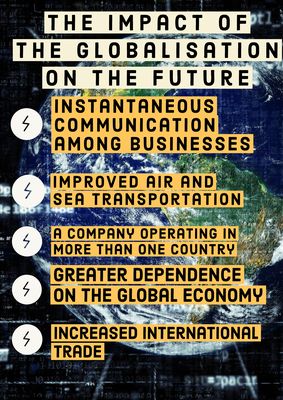 THE IMPACT OF
THE GLOBALISATION
ON THE FUTURE
INSTANTANEOUS
COMMUNICATION
AMONG BUSINESSES
IMPROVED AIR AND
SEA TRANSPORTATION
A COMPANY OPERATING IN
MORE THAN ONE COUNTRY
GREATER DEPENDENCE
ON THE GLOBAL ECONOMY
INCREASED INTERNATIONAL
TRADE